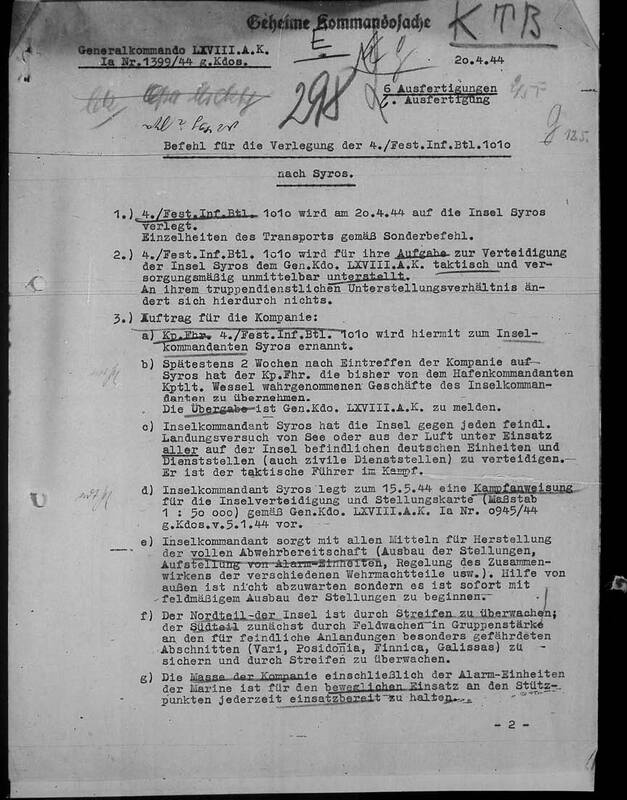 Geheime Kommandosache
KTB
Generalkommando LXVIII.A.K.
Ia Nr.1399/44 g.Kdos.
20.4.44
298
6 Ausfertigungen
Ausfertigung
Befehl für die Verlegung der 4./Fest.Inf.Btl.1o1o
nach Syros.
1.) 4./Fest.Inf.Btl. 1o1o wird am 2o.4.44 auf die Insel Syros
verlegt.
Einzelheiten des Transports gemäß Sonderbefehl.
2.) 4./Fest.Inf.Btl. 1o1o wird für ihre Aufgabe zur Verteidigung
der Insel Syros dem Gen.Kdo. LXVIII.A.K. taktisch und ver-
sorgungsmäßig unmittelbar unterstellt.
An ihrem truppendienstlichen Unterstellungsverhältnis än-
dert sich hierdurch nichts.
3.) Auftrag für die Kompanie:
a) Kp.Fhr. 4./Fest.Inf.Btl. 1o1o wird hiermit zum Insel-
kommandanten Syros ernannt.
b) Spätestens 2 Wochen nach Eintreffen der Kompanie auf
Syros hat der Kp.Fhr. die bisher von dem Hafenkommandanten
Kptlt. Wessel wahrgenommenen Geschäfte des Inselkomman-
danten zu übernehmen.
Die Übergabe ist Gen.Kdo. LXVIII.A.K. zu melden.
c) Inselkommandant Syros hat die Insel gegen jeden feindl.
Landungsversuch von See oder aus der Luft unter Einsatz
aller auf der Insel befindlichen deutschen Einheiten und
Dienststellen (auch zivile Dienststellen) zu verteidigen.
Er ist der taktische Führer im Kampf.
d) Inselkommandant Syros legt zum 15.5.44 eine Kampfanweisung
für die Inselverteidigung und Stellungskarte (Maßstab
1 : 5o ooo) gemäß Gen.Kdo. LXVIII.A.K. Ia Nr. o945/44
g.Kdos.v.5.1.44 vor.
e) Inselkommandant sorgt mit allen Mitteln für Herstellung
der vollen Abwehrbereitschaft (Ausbau der Stellungen,
Aufstellung von Alarm-Einheiten, Regelung des Zusammen-
wirkens der verschiedenen Wehrmachtteile usw.). Hilfe von
außen ist nicht abzuwarten sondern es ist sofort mit
feldmäßigem Ausbau der Stellungen zu beginnen.
f) Der Nordteil der Insel ist durch Streifen zu überwachen;
der Südteil zunächst durch Feldwachen in Gruppenstärke
an den für feindliche Anlandungen besonders gefährdeten
Abschnitten (Vari, Posidonia, Finnica, Galissas) zu
sichern und durch Streifen zu überwachen.
g) Die Masse der Kompanie einschließlich der Alarm-Einheiten
der Marine ist für den beweglichen Einsatz an den Stütz-
punkten jederzeit einsatzbereit zu halten.
- 2 -